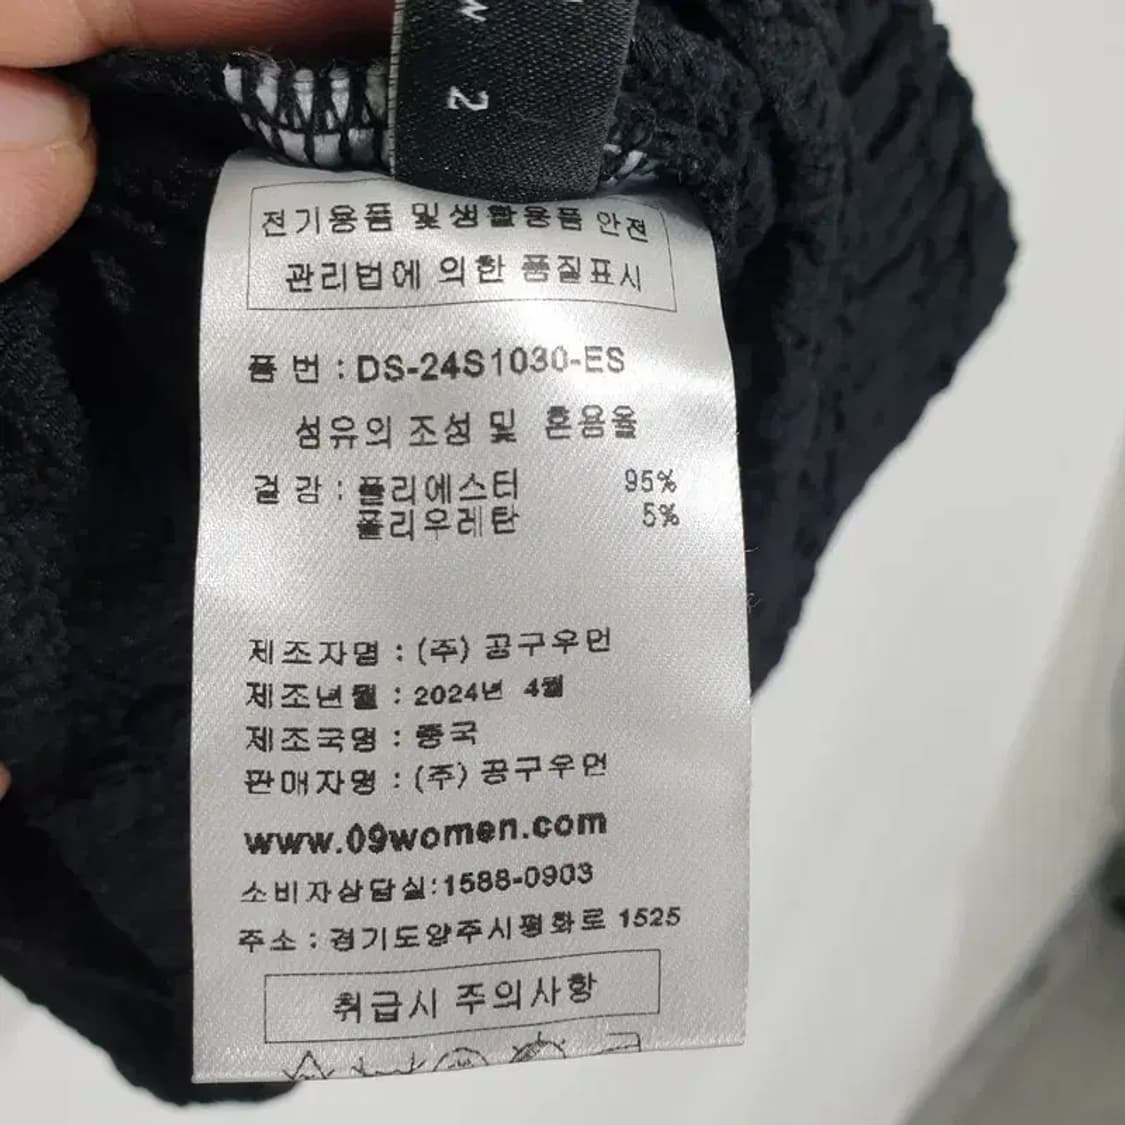 W 2
전기용품 및생활용품 안전
관리법에 의한 품질표시
품 번 : DS-24S1030-ES
섬유의 조성 및 혼용율
겉 감 : 폴리에스터 95%
폴리우레탄 5%
제조자명 : (주) 공구우먼
제조년월 : 2024년 4월
제조국명 : 중국
판매자명 : (주) 공구우먼
www.09women.com
소비자상담실:1588-0903
주소 : 경기도양주시평화로 1525
취급시 주의사항